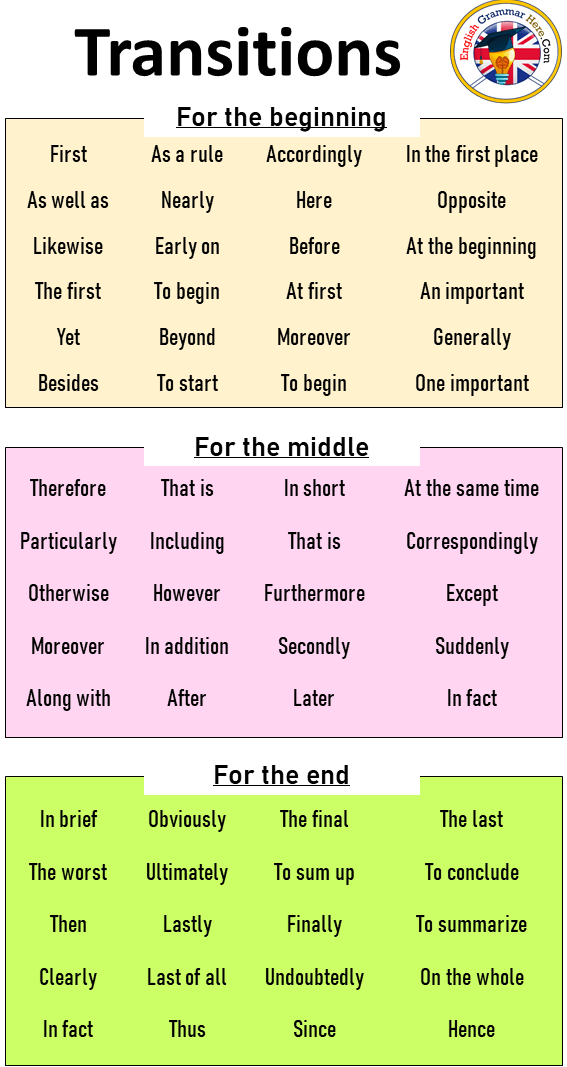 Transitions
English Grammar Here.Com
For the beginning
First As a rule Accordingly In the first place
As well as Nearly Here Opposite
Likewise Early on Before At the beginning
The first To begin At first An important
Yet Beyond Moreover Generally
Besides To start To begin One important
For the middle
Therefore That is In short At the same time
Particularly Including That is Correspondingly
Otherwise However Furthermore Except
Moreover In addition Secondly Suddenly
Along with After Later In fact
For the end
In brief Obviously The final The last
The worst Ultimately To sum up To conclude
Then Lastly Finally To summarize
Clearly Last of all Undoubtedly On the whole
In fact Thus Since Hence